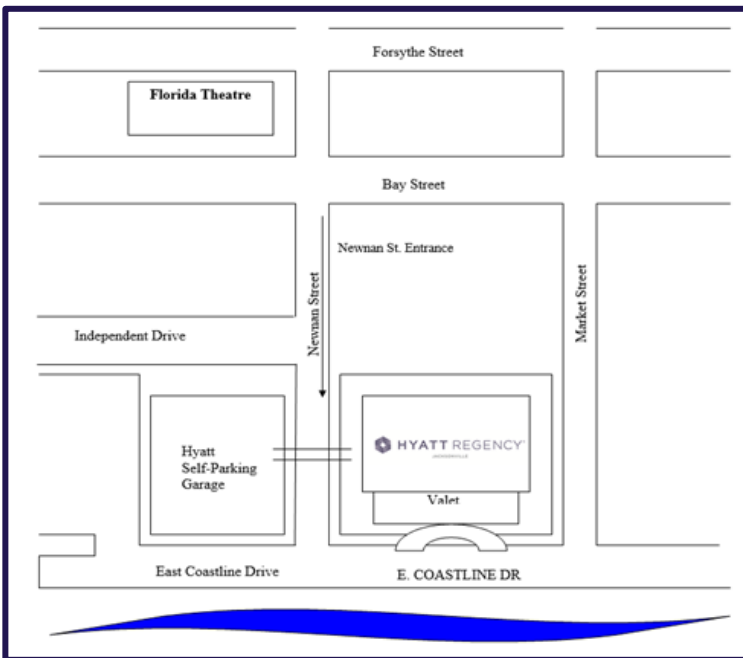 Forsythe Street
Florida Theatre
Bay Street
Newnan St. Entrance
Newnan Street
Market Street
Independent Drive
Hyatt
Self-Parking
Garage
HYATT REGENCY
JACKSONVILLE
Valet
East Coastline Drive
E. COASTLINE DR